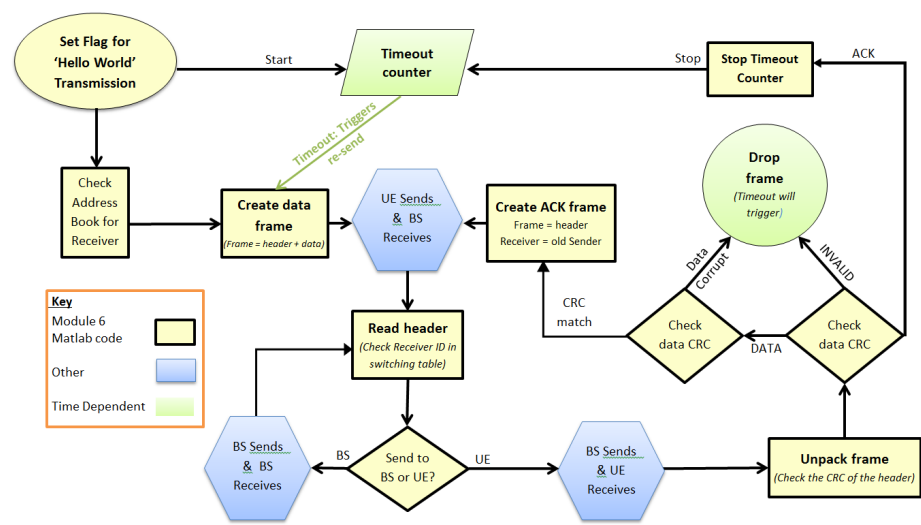 Set Flag for
‘Hello World’
Transmission
Start
Timeout
counter
Stop
Stop Timeout
Counter
ACK
Timeout: Triggers
re-send
Check
Address
Book for
Receiver
Create data
frame
(Frame = header + data)
UE Sends
& BS
Receives
Create ACK frame
Frame = header
Receiver = old Sender
Drop
frame
(Timeout will
trigger)
Data
Corrupt
INVALID
CRC
match
Check
data CRC
DATA
Check
data CRC
Key
Module 6
Matlab code
Other
Time Dependent
Read header
(Check Receiver ID in
switching table)
BS Sends
& BS
Receives
BS
Send to
BS or UE?
UE
BS Sends
& UE
Receives
Unpack frame
(Check the CRC of the header)